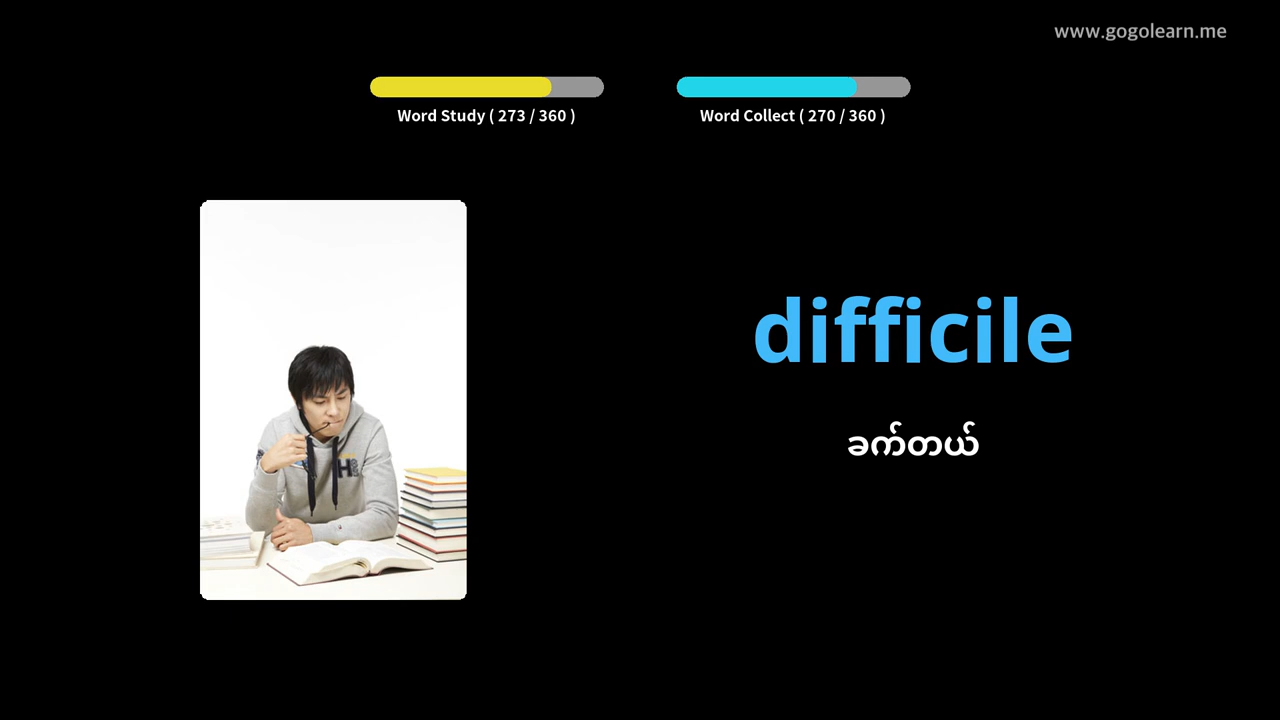 www.gogolearn.me
Word Study ( 273 / 360 )
Word Collect ( 270 / 360 )
difficile
ခက်တယ်
H